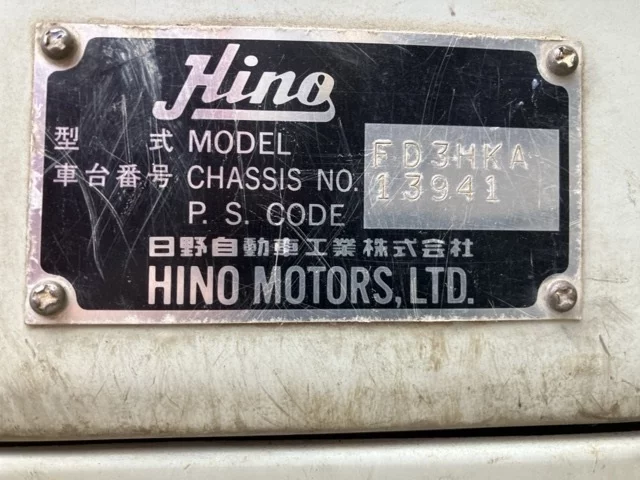 Hino
型 式 MODEL FD3HKA
車台番号 CHASSIS NO. 13941
P. S. CODE
日野自動車工業株式会社
HINO MOTORS, LTD.